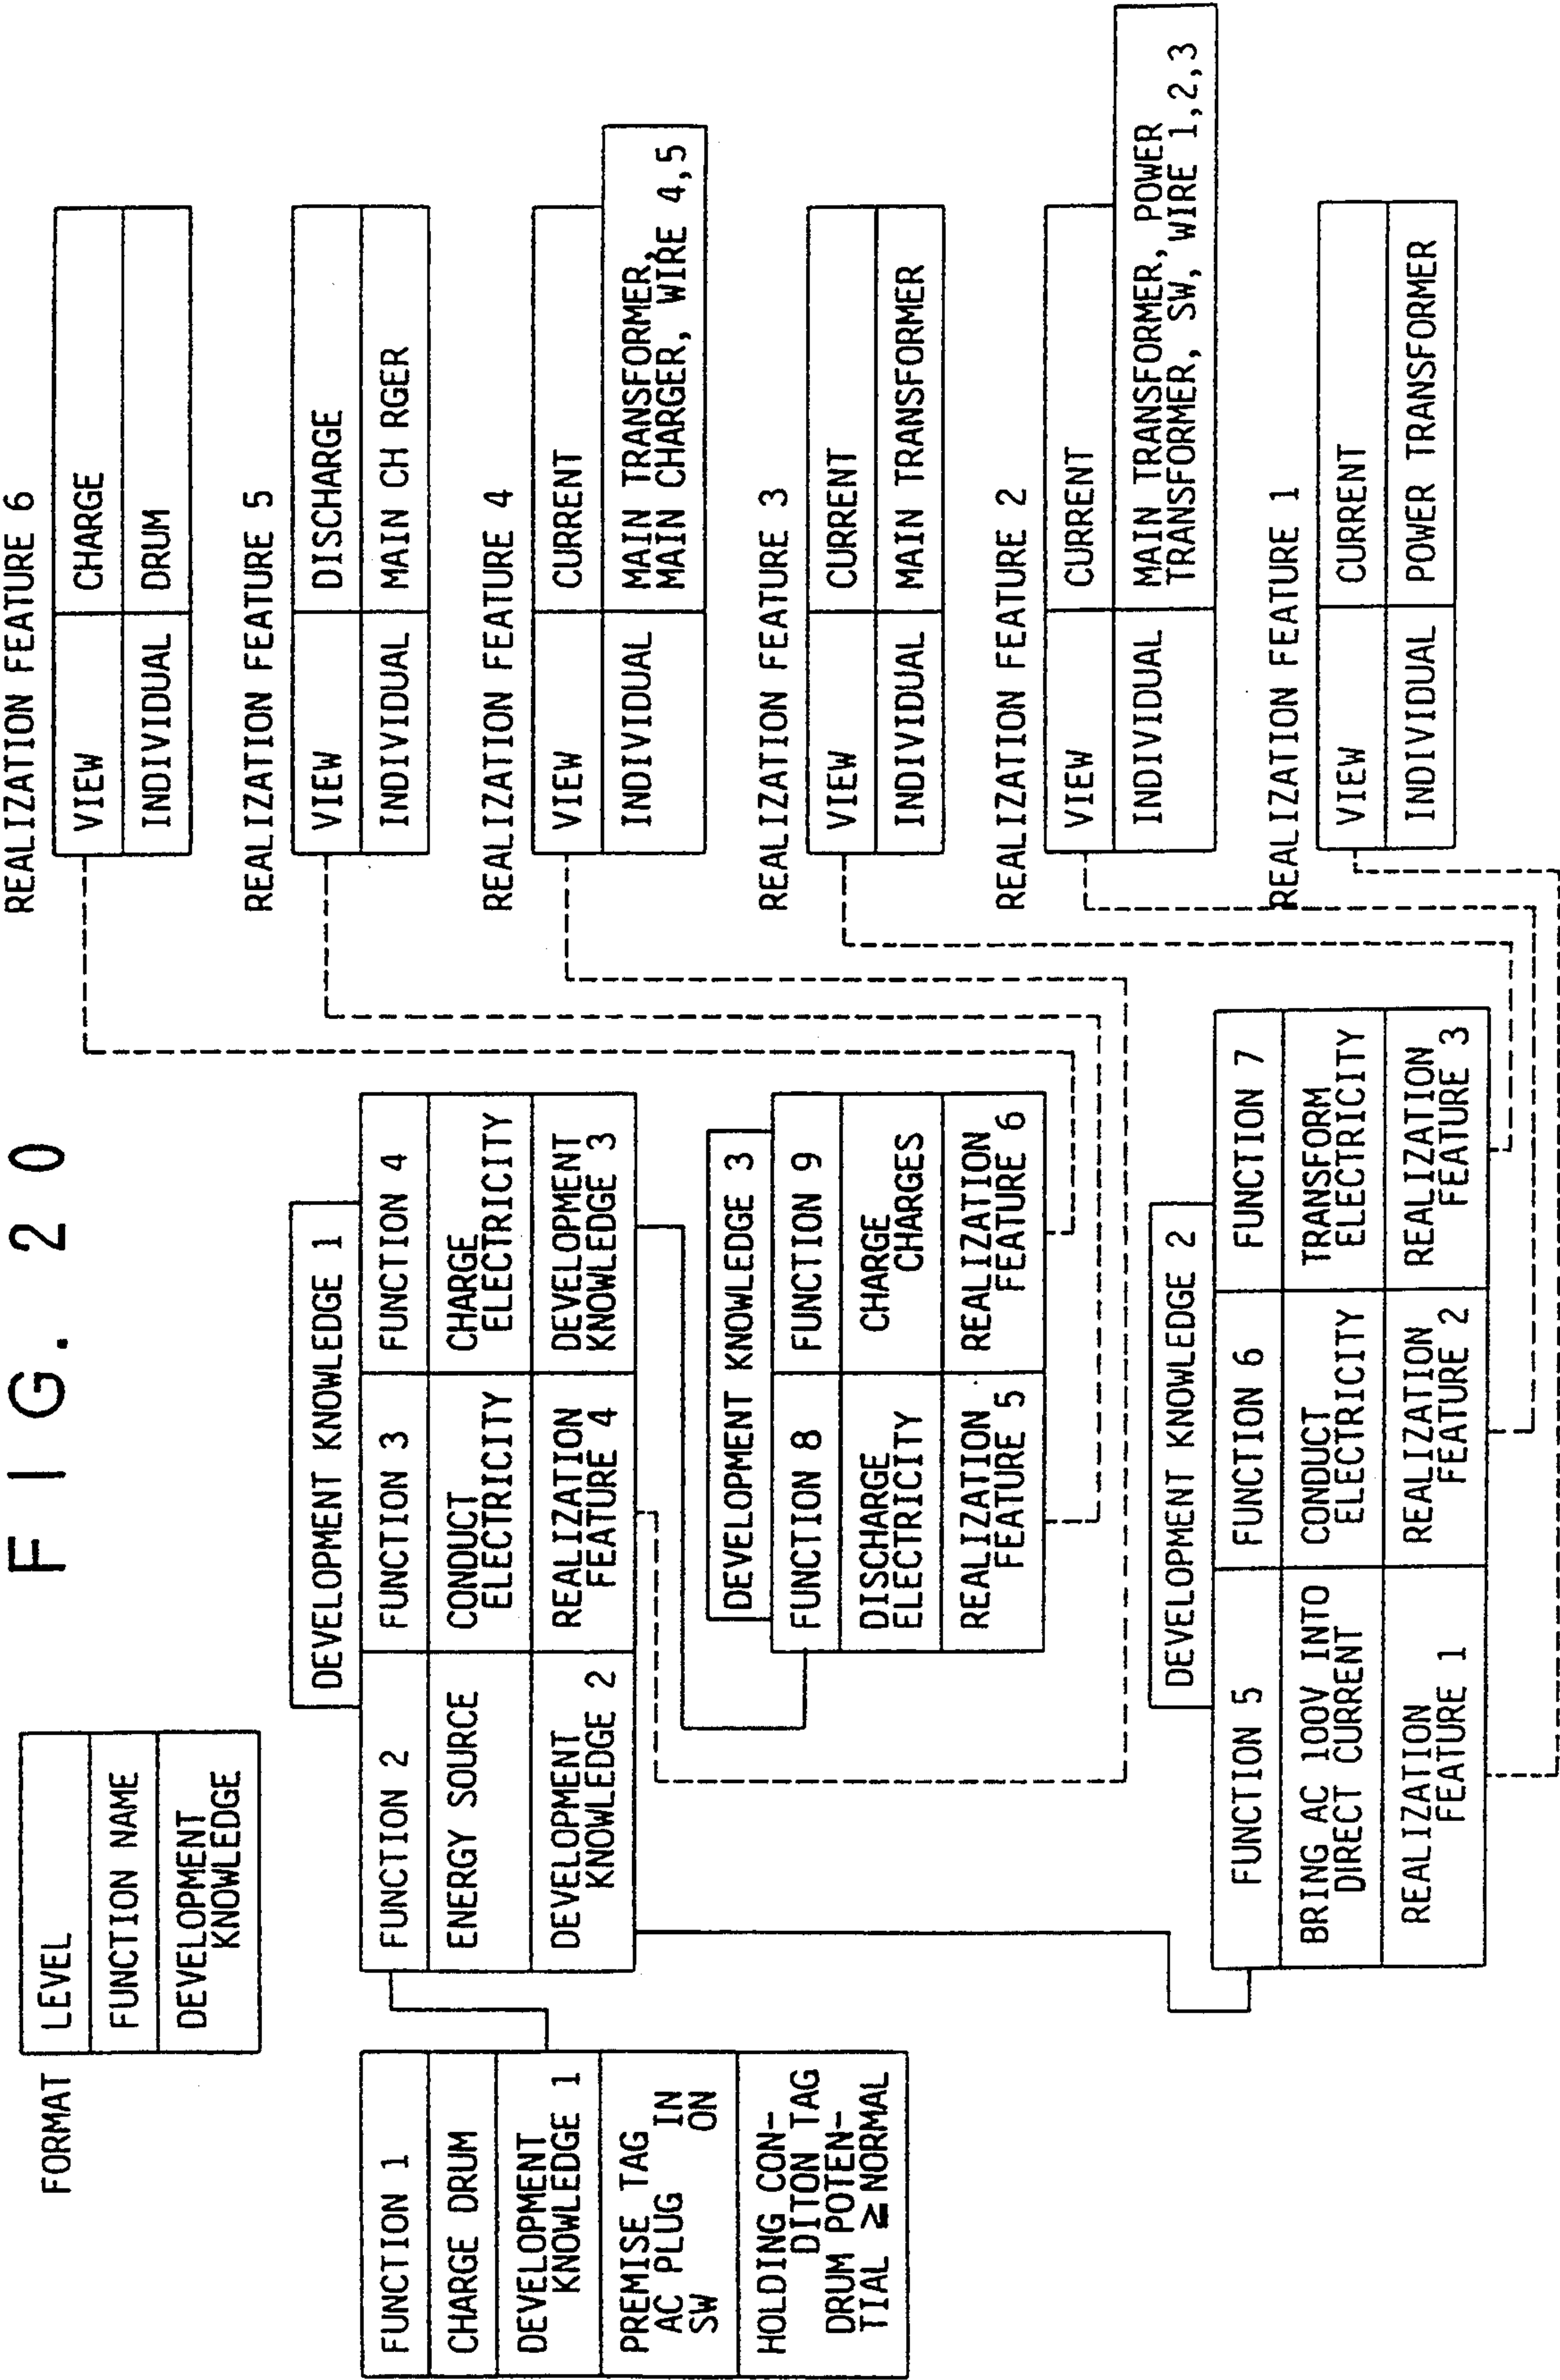 FIG. 20
FORMAT
LEVEL
FUNCTION NAME
DEVELOPMENT
KNOWLEDGE
FUNCTION 1
CHARGE DRUM
DEVELOPMENT
KNOWLEDGE 1
PREMISE TAG
AC PLUG IN
SW ON
HOLDING CON-
DITON TAG
DRUM POTEN-
TIAL ≧ NORMAL
DEVELOPMENT KNOWLEDGE 1
FUNCTION 2
ENERGY SOURCE
DEVELOPMENT
KNOWLEDGE 2
FUNCTION 3
CONDUCT
ELECTRICITY
REALIZATION
FEATURE 4
FUNCTION 4
CHARGE
ELECTRICITY
DEVELOPMENT
KNOWLEDGE 3
DEVELOPMENT KNOWLEDGE 3
FUNCTION 8
DISCHARGE
ELECTRICITY
REALIZATION
FEATURE 5
FUNCTION 9
CHARGE
CHARGES
REALIZATION
FEATURE 6
DEVELOPMENT KNOWLEDGE 2
FUNCTION 5
BRING AC 100V INTO
DIRECT CURRENT
REALIZATION
FEATURE 1
FUNCTION 6
CONDUCT
ELECTRICITY
REALIZATION
FEATURE 2
FUNCTION 7
TRANSFORM
ELECTRICITY
REALIZATION
FEATURE 3
REALIZATION FEATURE 6
VIEW CHARGE
INDIVIDUAL DRUM
REALIZATION FEATURE 5
VIEW DISCHARGE
INDIVIDUAL MAIN CH RGER
REALIZATION FEATURE 4
VIEW CURRENT
INDIVIDUAL MAIN TRANSFORMER,
MAIN CHARGER, WIRE 4,5
REALIZATION FEATURE 3
VIEW CURRENT
INDIVIDUAL MAIN TRANSFORMER
REALIZATION FEATURE 2
VIEW CURRENT
INDIVIDUAL MAIN TRANSFORMER, POWER
TRANSFORMER, SW, WIRE 1,2,3
REALIZATION FEATURE 1
VIEW CURRENT
INDIVIDUAL POWER TRANSFORMER